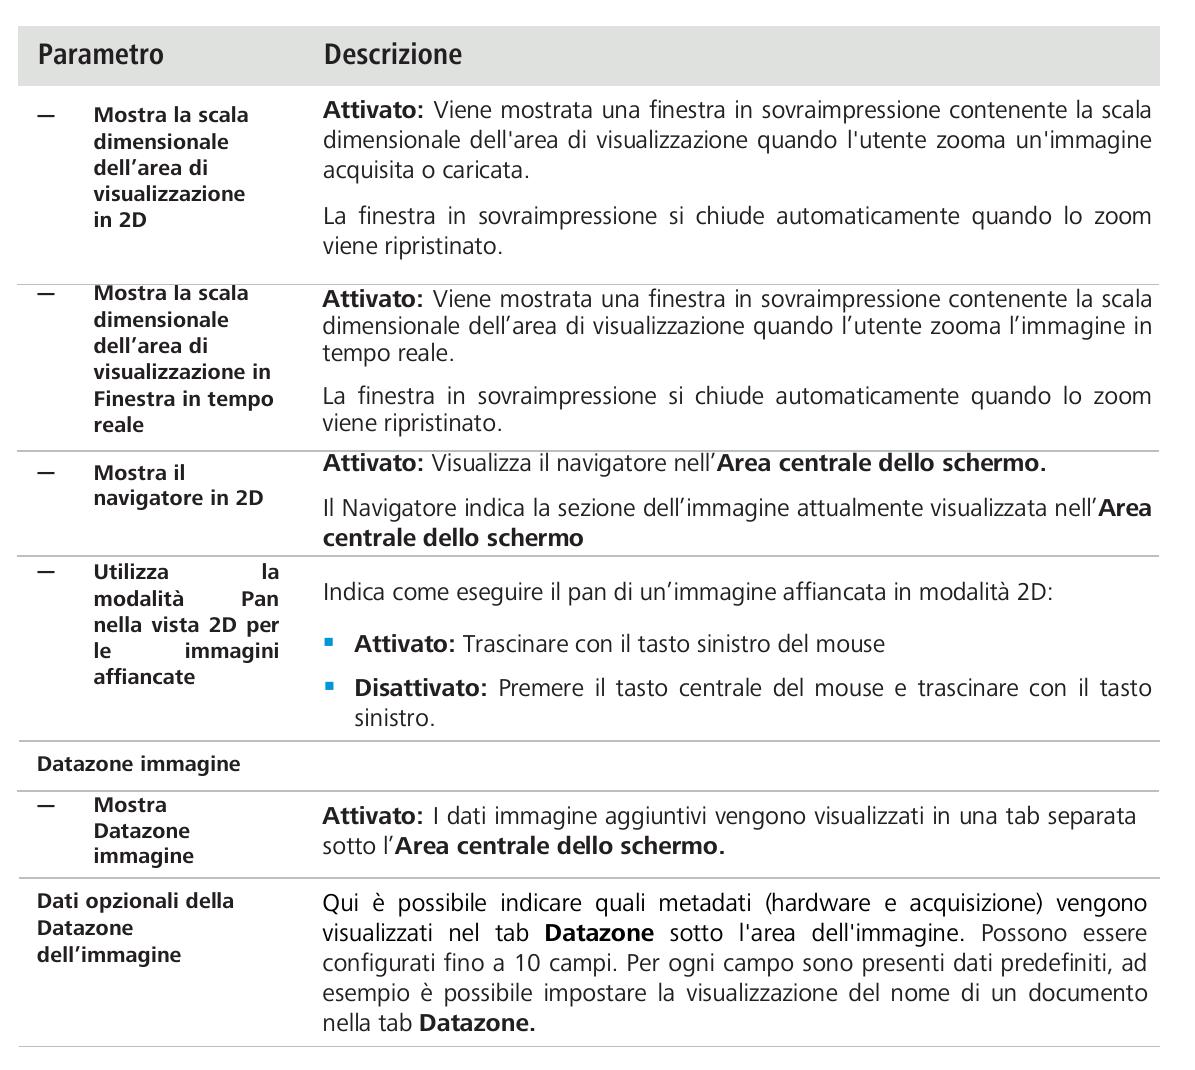 Parametro Descrizione
— Mostra la scala
dimensionale
dell’area di
visualizzazione
in 2D
Attivato: Viene mostrata una finestra in sovraimpressione contenente la scala
dimensionale dell'area di visualizzazione quando l'utente zooma un'immagine
acquisita o caricata.
La finestra in sovraimpressione si chiude automaticamente quando lo zoom
viene ripristinato.
— Mostra la scala
dimensionale
dell’area di
visualizzazione in
Finestra in tempo
reale
Attivato: Viene mostrata una finestra in sovraimpressione contenente la scala
dimensionale dell’area di visualizzazione quando l’utente zooma l’immagine in
tempo reale.
La finestra in sovraimpressione si chiude automaticamente quando lo zoom
viene ripristinato.
— Mostra il
navigatore in 2D
Attivato: Visualizza il navigatore nell’Area centrale dello schermo.
Il Navigatore indica la sezione dell’immagine attualmente visualizzata nell’Area
centrale dello schermo
— Utilizza la
modalità Pan
nella vista 2D per
le immagini
affiancate
Indica come eseguire il pan di un’immagine affiancata in modalità 2D:
▪ Attivato: Trascinare con il tasto sinistro del mouse
▪ Disattivato: Premere il tasto centrale del mouse e trascinare con il tasto
sinistro.
Datazone immagine
— Mostra
Datazone
immagine
Attivato: I dati immagine aggiuntivi vengono visualizzati in una tab separata
sotto l’Area centrale dello schermo.
Dati opzionali della
Datazone
dell’immagine
Qui è possibile indicare quali metadati (hardware e acquisizione) vengono
visualizzati nel tab Datazone sotto l'area dell'immagine. Possono essere
configurati fino a 10 campi. Per ogni campo sono presenti dati predefiniti, ad
esempio è possibile impostare la visualizzazione del nome di un documento
nella tab Datazone.